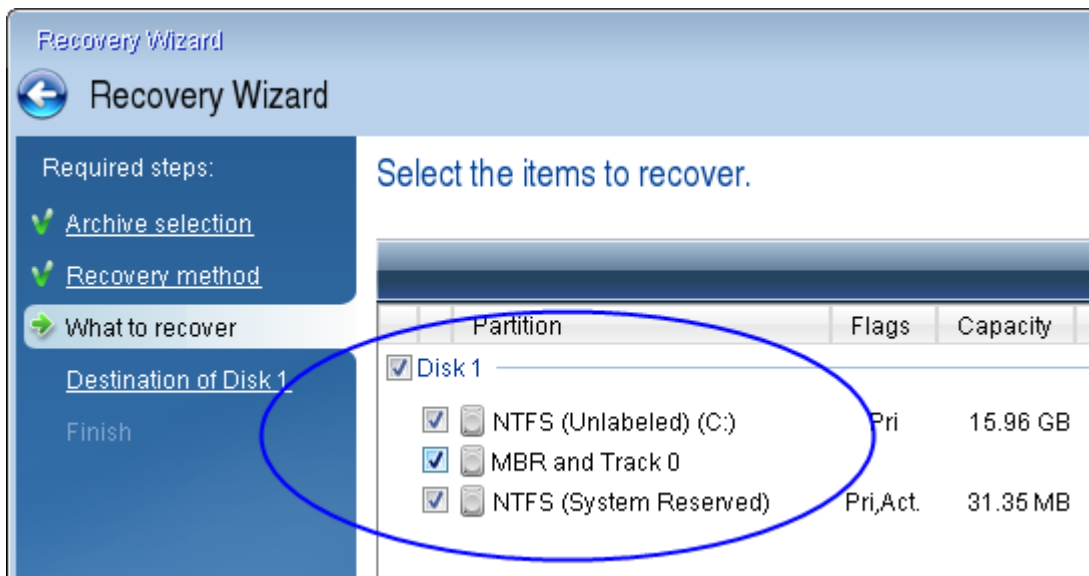 Recovery Wizard
Recovery Wizard
Required steps:
Archive selection
Recovery method
What to recover
Destination of Disk 1
Finish
Select the items to recover.
Partition Flags Capacity
Disk 1
NTFS (Unlabeled) (C:) Pri 15.96 GB
MBR and Track 0
NTFS (System Reserved) Pri,Act. 31.35 MB